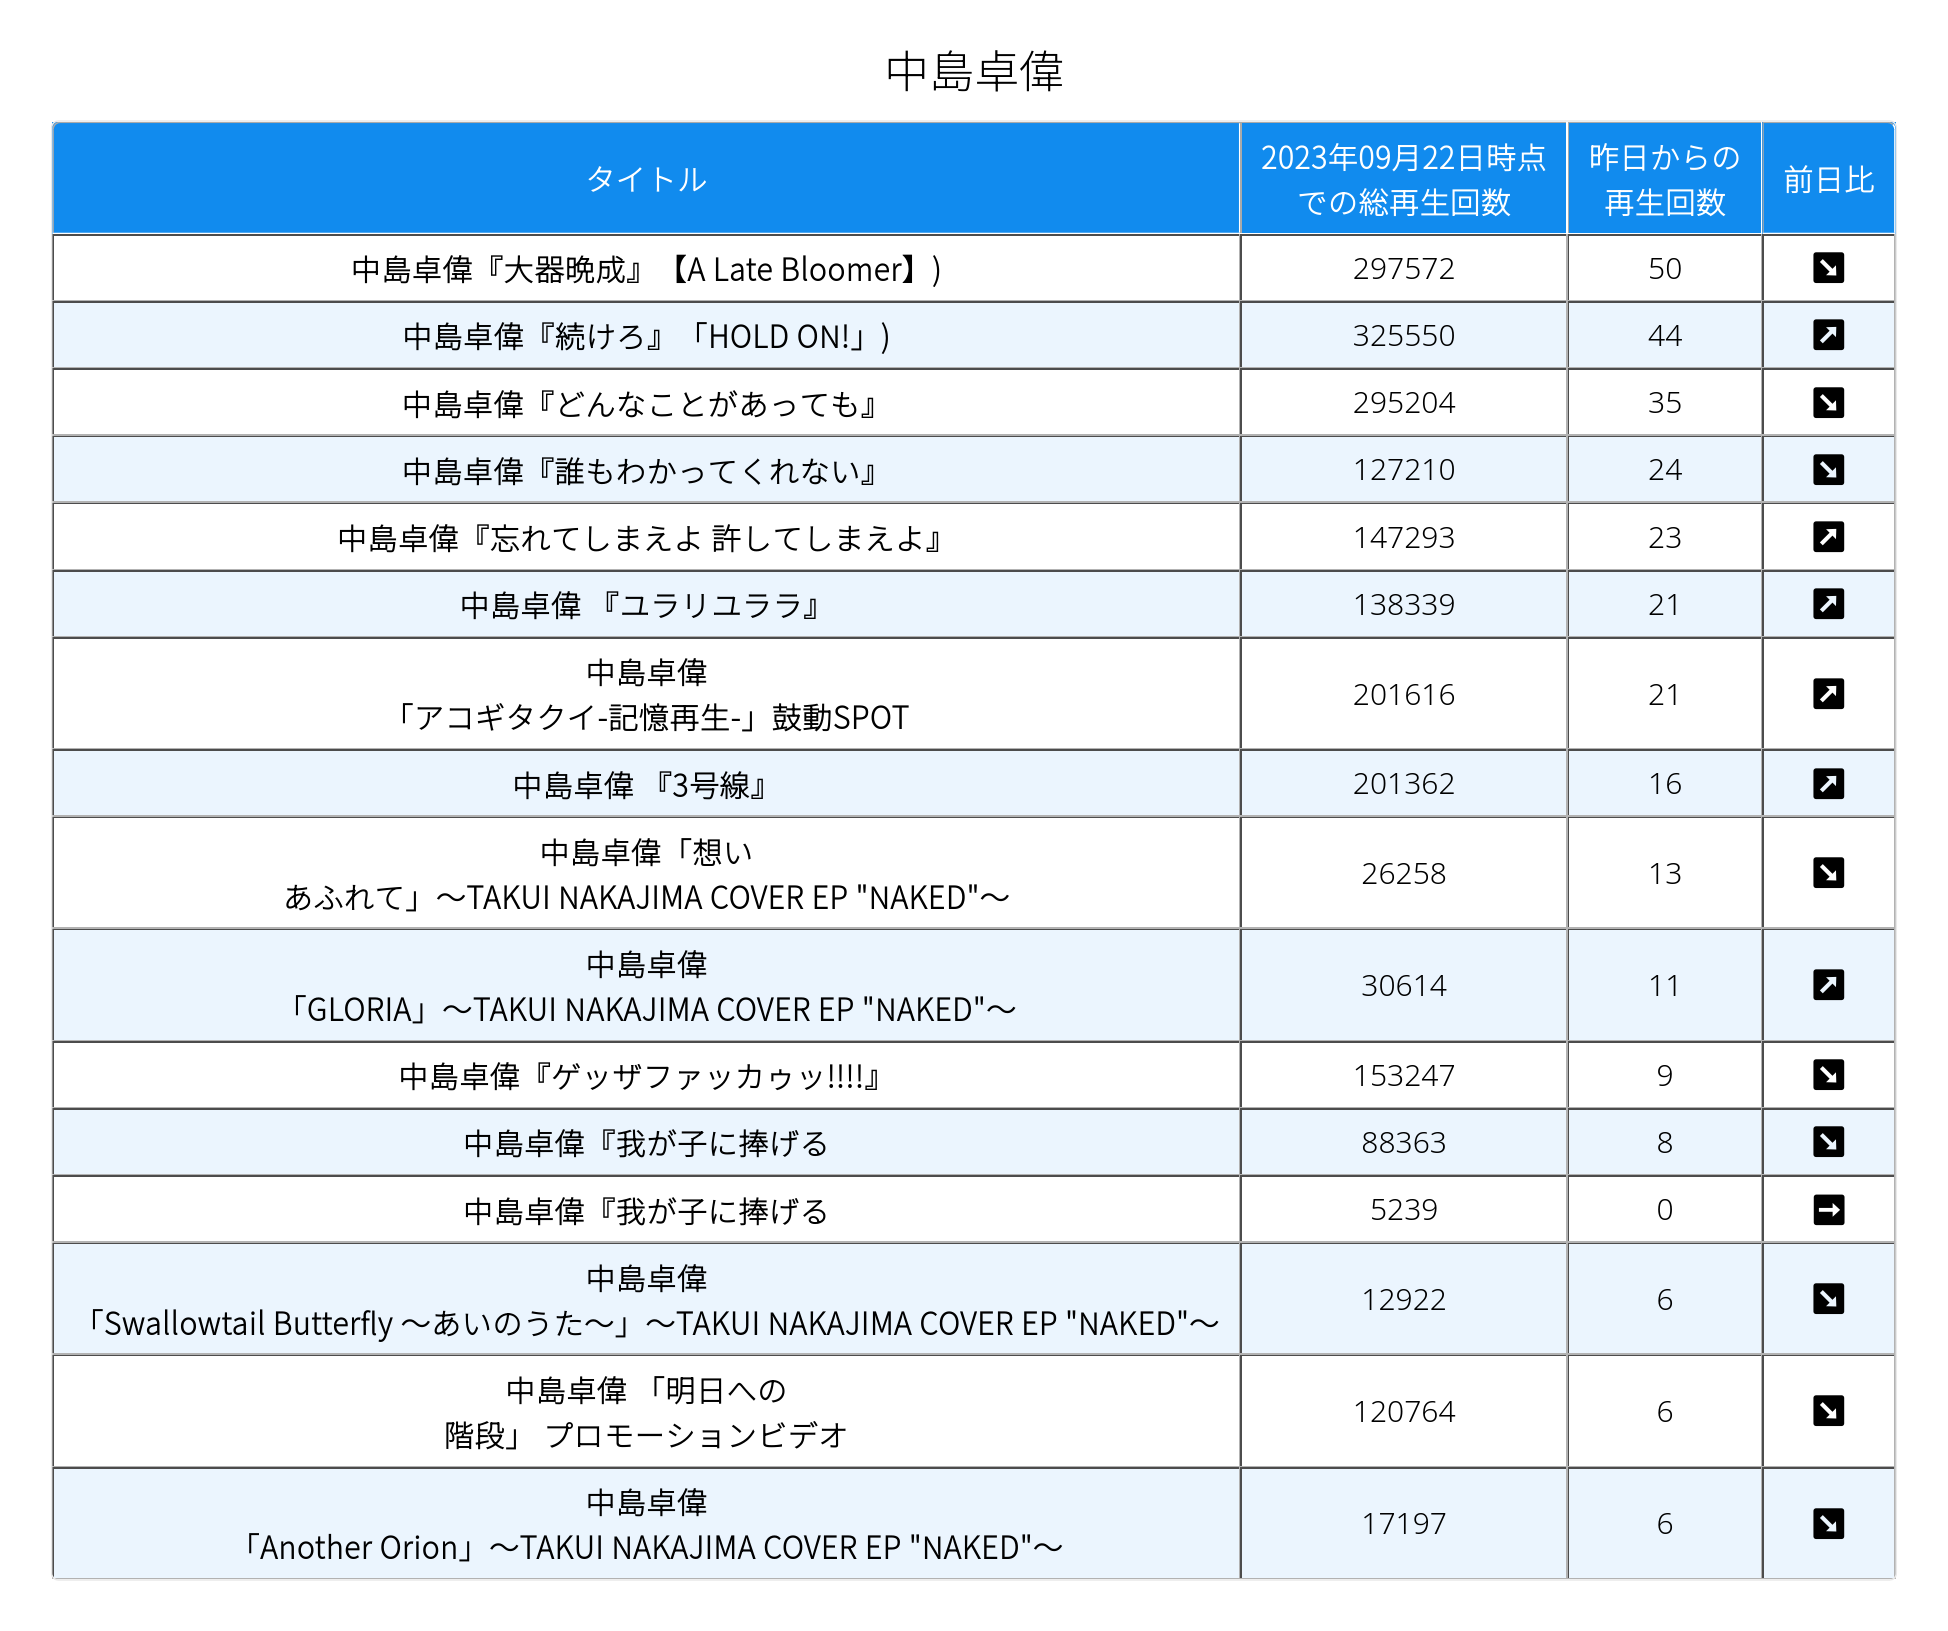 中島卓偉
タイトル
2023年09月22日時点
での総再生回数
昨日からの
再生回数
前日比
中島卓偉『大器晩成』【A Late Bloomer】) 297572 50
中島卓偉『続けろ』「HOLD ON!」) 325550 44
中島卓偉『どんなことがあっても』 295204 35
中島卓偉『誰もわかってくれない』 127210 24
中島卓偉『忘れてしまえよ 許してしまえよ』 147293 23
中島卓偉 『ユラリユララ』 138339 21
中島卓偉
「アコギタクイ-記憶再生-」鼓動SPOT 201616 21
中島卓偉 『3号線』 201362 16
中島卓偉「想い
あふれて」～TAKUI NAKAJIMA COVER EP "NAKED"～ 26258 13
中島卓偉
「GLORIA」～TAKUI NAKAJIMA COVER EP "NAKED"～ 30614 11
中島卓偉『ゲッザファッカゥッ!!!!』 153247 9
中島卓偉『我が子に捧げる 88363 8
中島卓偉『我が子に捧げる 5239 0
中島卓偉
「Swallowtail Butterfly ～あいのうた～」～TAKUI NAKAJIMA COVER EP "NAKED"～ 12922 6
中島卓偉 「明日への
階段」 プロモーションビデオ 120764 6
中島卓偉
「Another Orion」～TAKUI NAKAJIMA COVER EP "NAKED"～ 17197 6